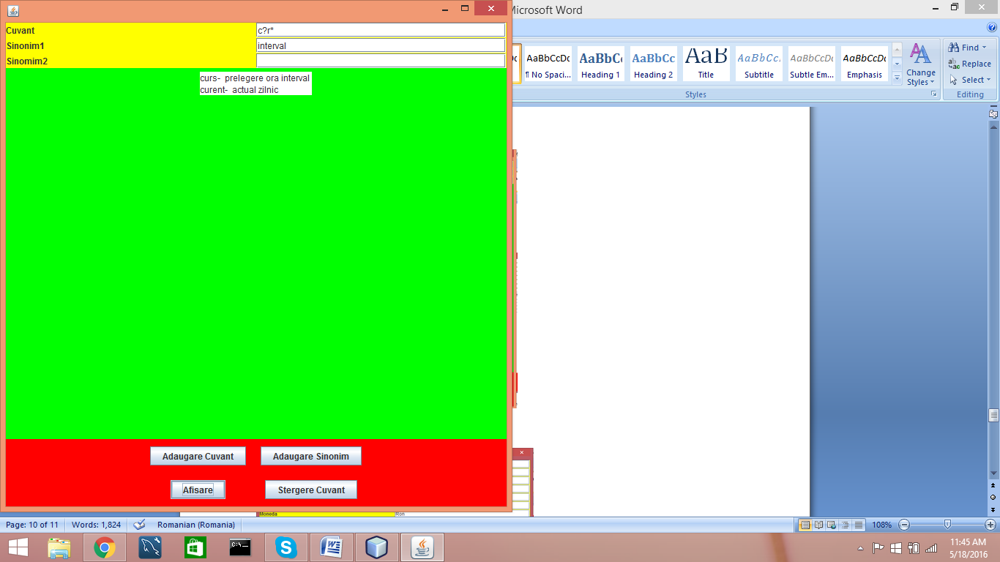 Microsoft Word
Cuvant c?r*
Sinonim1 interval
Sinomim2
curs- prelegere ora interval
curent- actual zilnic
AaBbCcDc AaBbCc AaBbCc AaB AaBbCcDc AaBbCcDc AaBbCcDc
¶ No Spaci... Heading 1 Heading 2 Title Subtitle Subtle Em... Emphasis
Change Styles
Styles
Find
Replace
Select
Editing
Adaugare Cuvant Adaugare Sinonim
Afisare Stergere Cuvant
Moneda Ron
Page: 10 of 11 Words: 1,824 Romanian (Romania) 108%
11:45 AM
5/18/2016